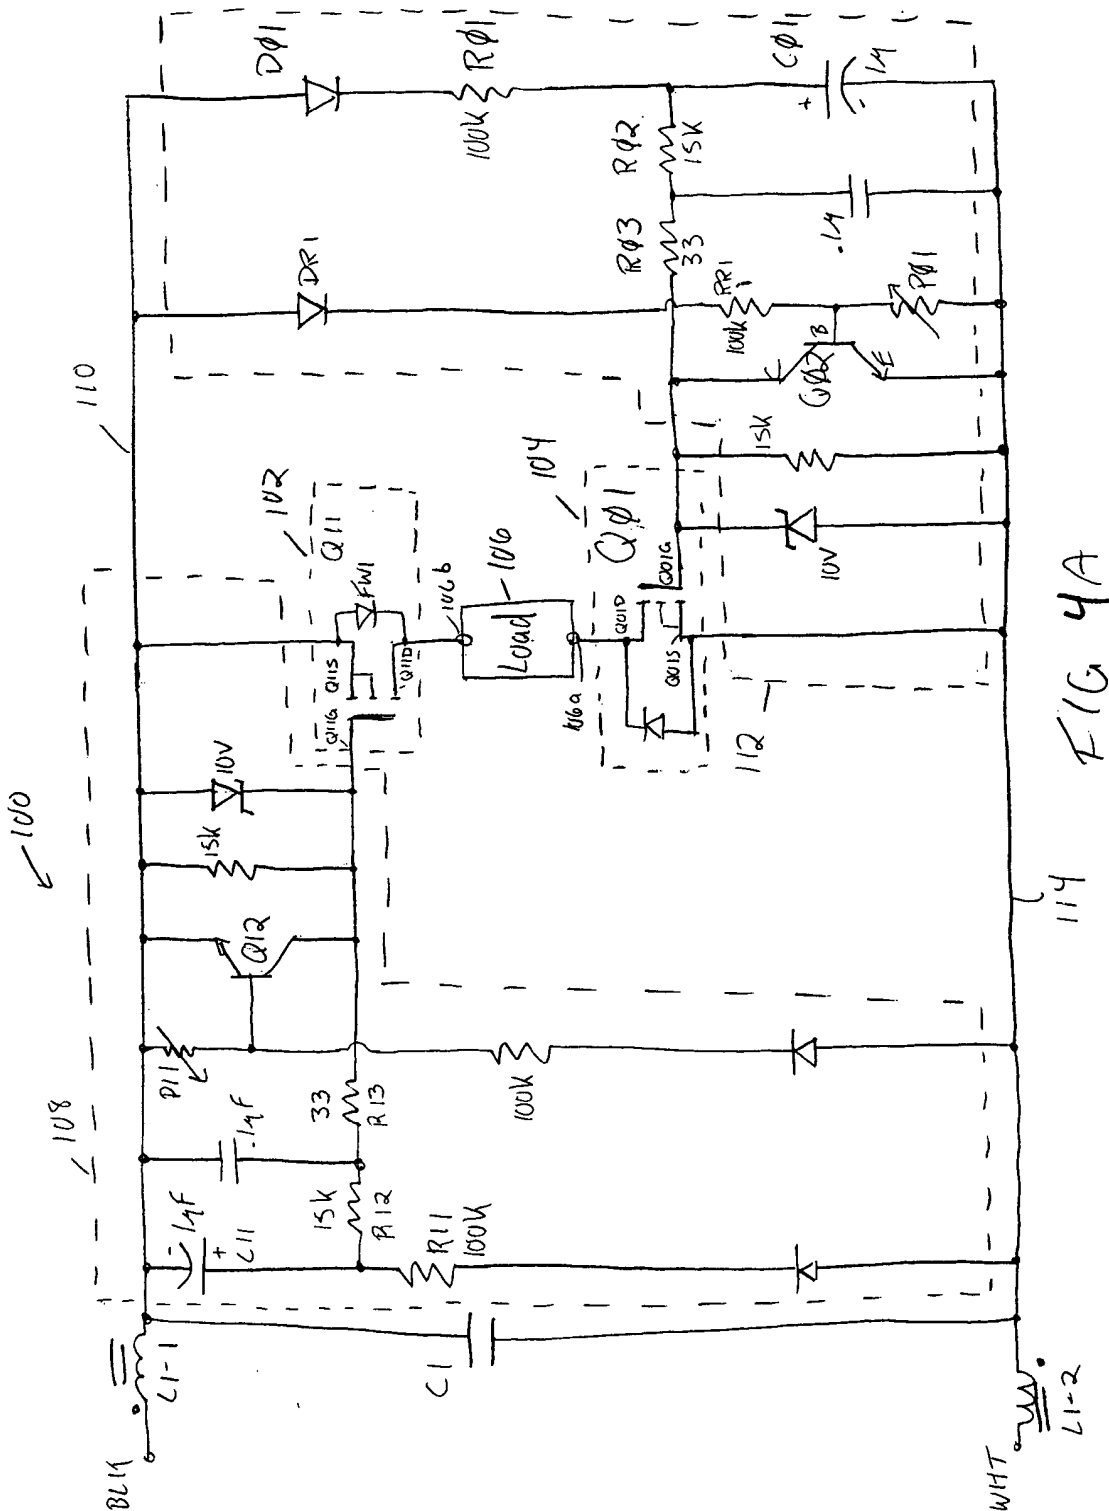 100
108
102
110
BLK
L1-1
C1
1µF
-
+
C11
.1µF
P11
Q12
15K
10V
Q11
Q11G
Q11S
Q11D
FW1
106b
106
Load
106a
104
QØ1
Q01D
Q01G
Q01S
112
DR1
DØ1
RØ1
100K
RØ3
33
RØ2
15K
RR1
100K
C
B
E
QØ2
PØ1
.1µ
+
-
CØ1
1µ
15K
10V
33
R13
15K
R12
R11
100K
100K
114
WHT
L1-2
FIG 4A